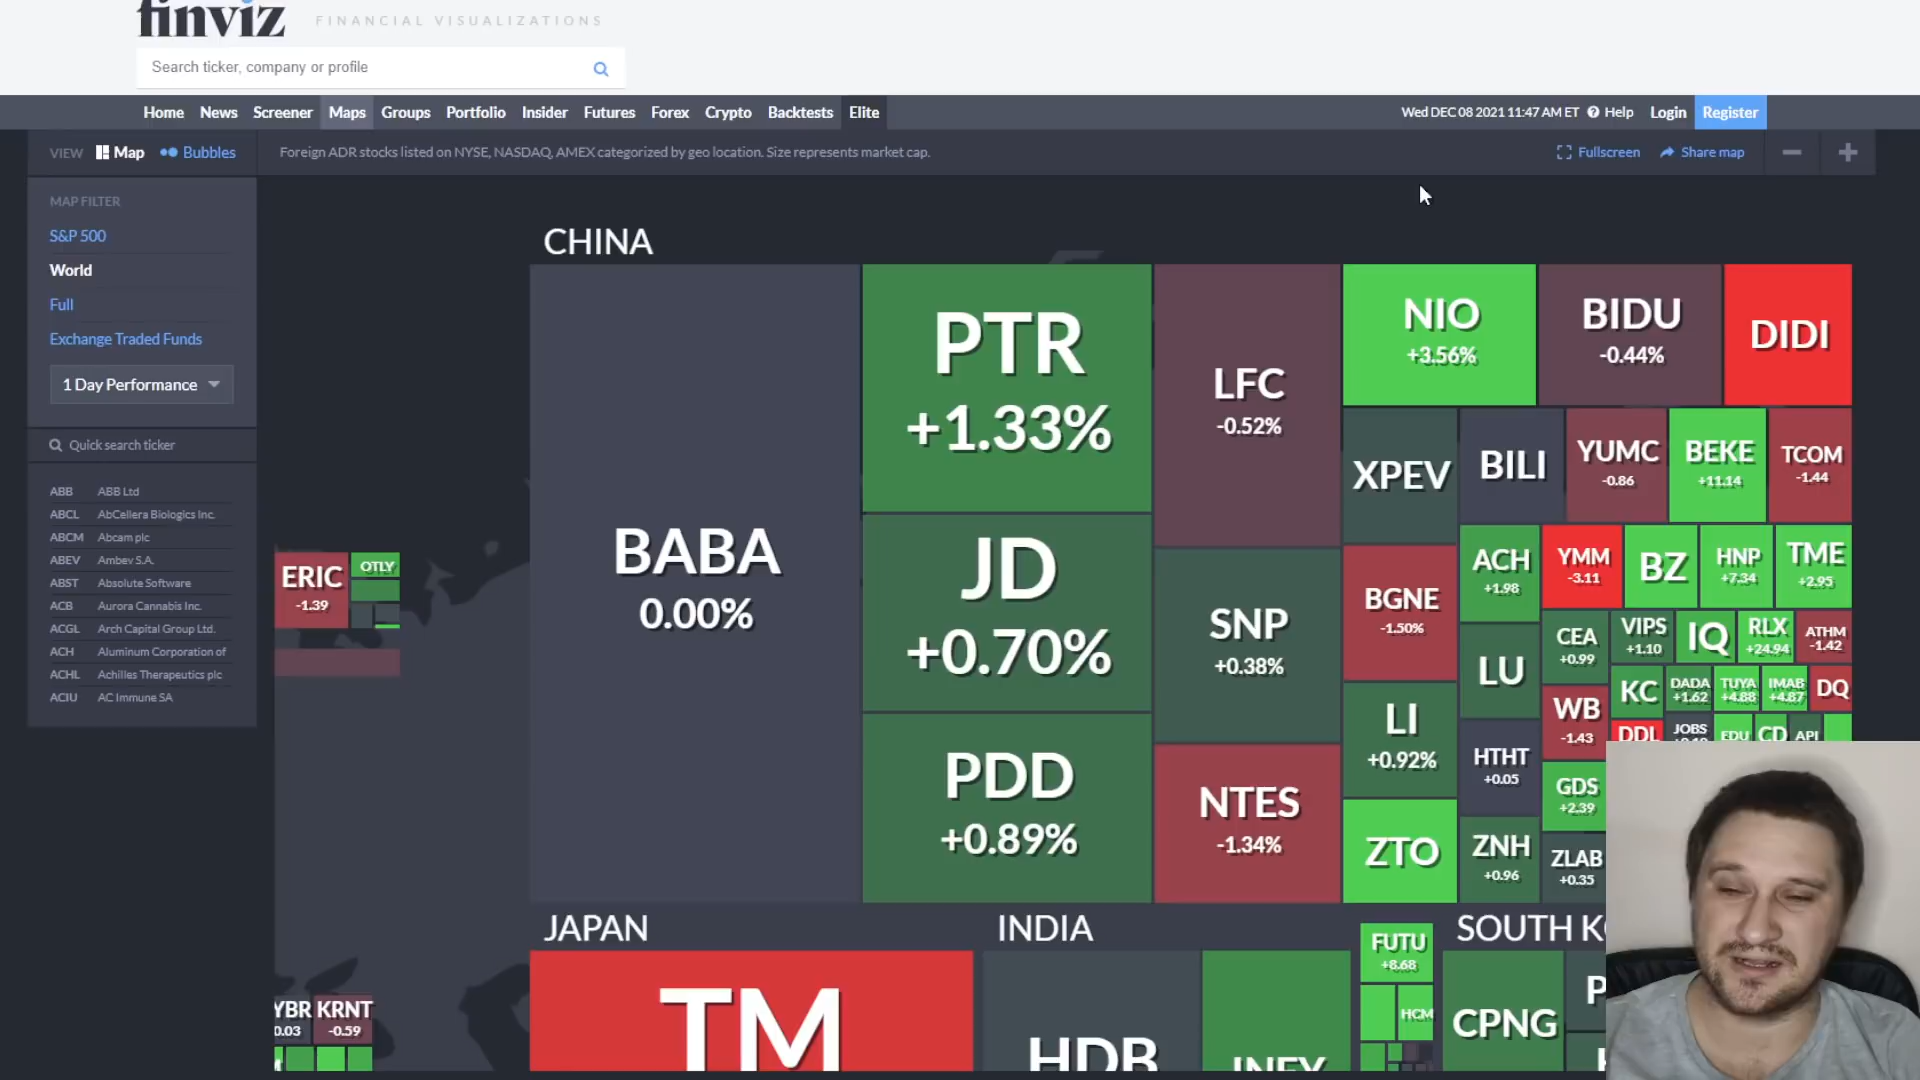 finviz
FINANCIAL VISUALIZATIONS
Search ticker, company or profile
Home News Screener Maps Groups Portfolio Insider Futures Forex Crypto Backtests Elite
Wed DEC 08 2021 11:47 AM ET Help Login Register
VIEW Map Bubbles
Foreign ADR stocks listed on NYSE, NASDAQ, AMEX categorized by geo location. Size represents market cap.
Fullscreen Share map
MAP FILTER
S&P 500
World
Full
Exchange Traded Funds
1 Day Performance
Quick search ticker
ABB ABB Ltd
ABCL AbCellera Biologics Inc.
ABCM Abcam plc
ABEV Ambev S.A.
ABST Absolute Software
ACB Aurora Cannabis Inc.
ACGL Arch Capital Group Ltd.
ACH Aluminum Corporation of
ACHL Achilles Therapeutics plc
ACIU AC Immune SA
ERIC
-1.39
OTLY
YBR
0.03
KRNT
-0.59
CHINA
BABA
0.00%
PTR
+1.33%
JD
+0.70%
PDD
+0.89%
LFC
-0.52%
SNP
+0.38%
NTES
-1.34%
NIO
+3.56%
BIDU
-0.44%
DIDI
XPEV
BILI
YUMC
-0.86
BEKE
+11.14
TCOM
-1.44
BGNE
-1.50%
LI
+0.92%
ZTO
ACH
+1.98
LU
HTHT
+0.05
ZNH
+0.96
YMM
-3.11
BZ
HNP
+7.34
TME
+2.95
CEA
+0.99
VIPS
+1.10
IQ
RLX
+24.94
ATHM
-1.42
WB
-1.43
KC
DADA
+1.62
TUYA
+4.88
IMAB
+4.87
DQ
DDL
JOBS
EDU
CD
API
GDS
+2.39
ZLAB
+0.35
JAPAN
TM
INDIA
HDB
INFY
FUTU
+8.68
HCM
SOUTH K
CPNG
P